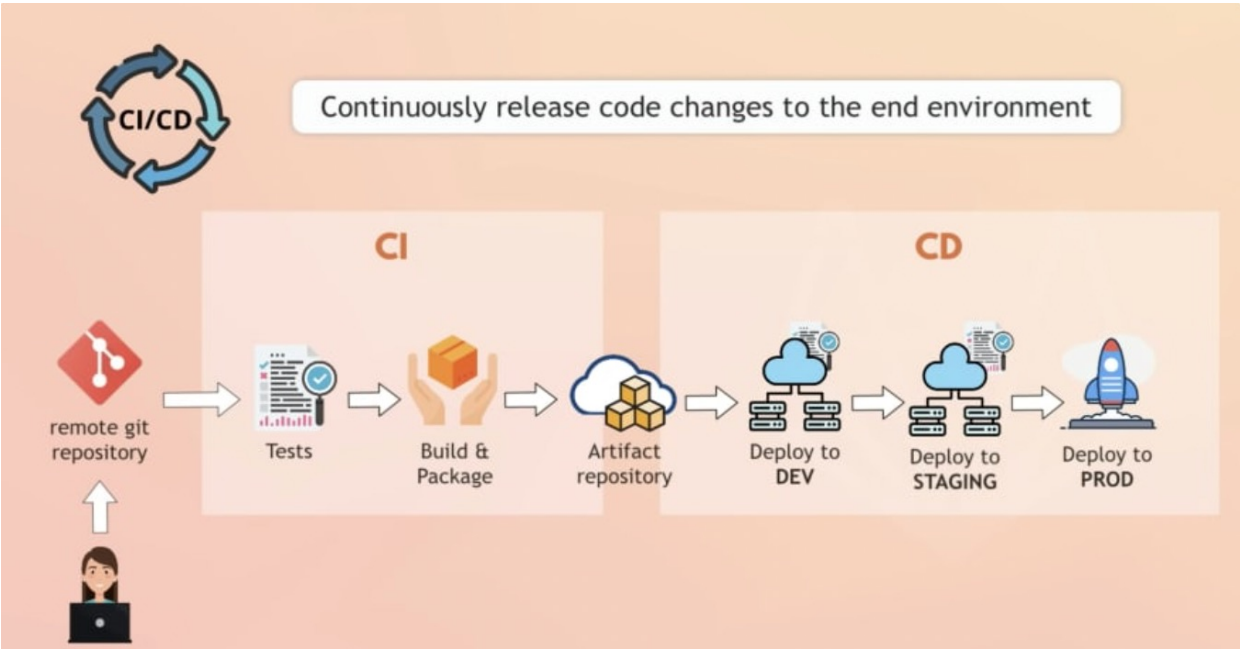 CI/CD
Continuously release code changes to the end environment
CI
CD
remote git
repository
Tests
Build &
Package
Artifact
repository
Deploy to
DEV
Deploy to
STAGING
Deploy to
PROD